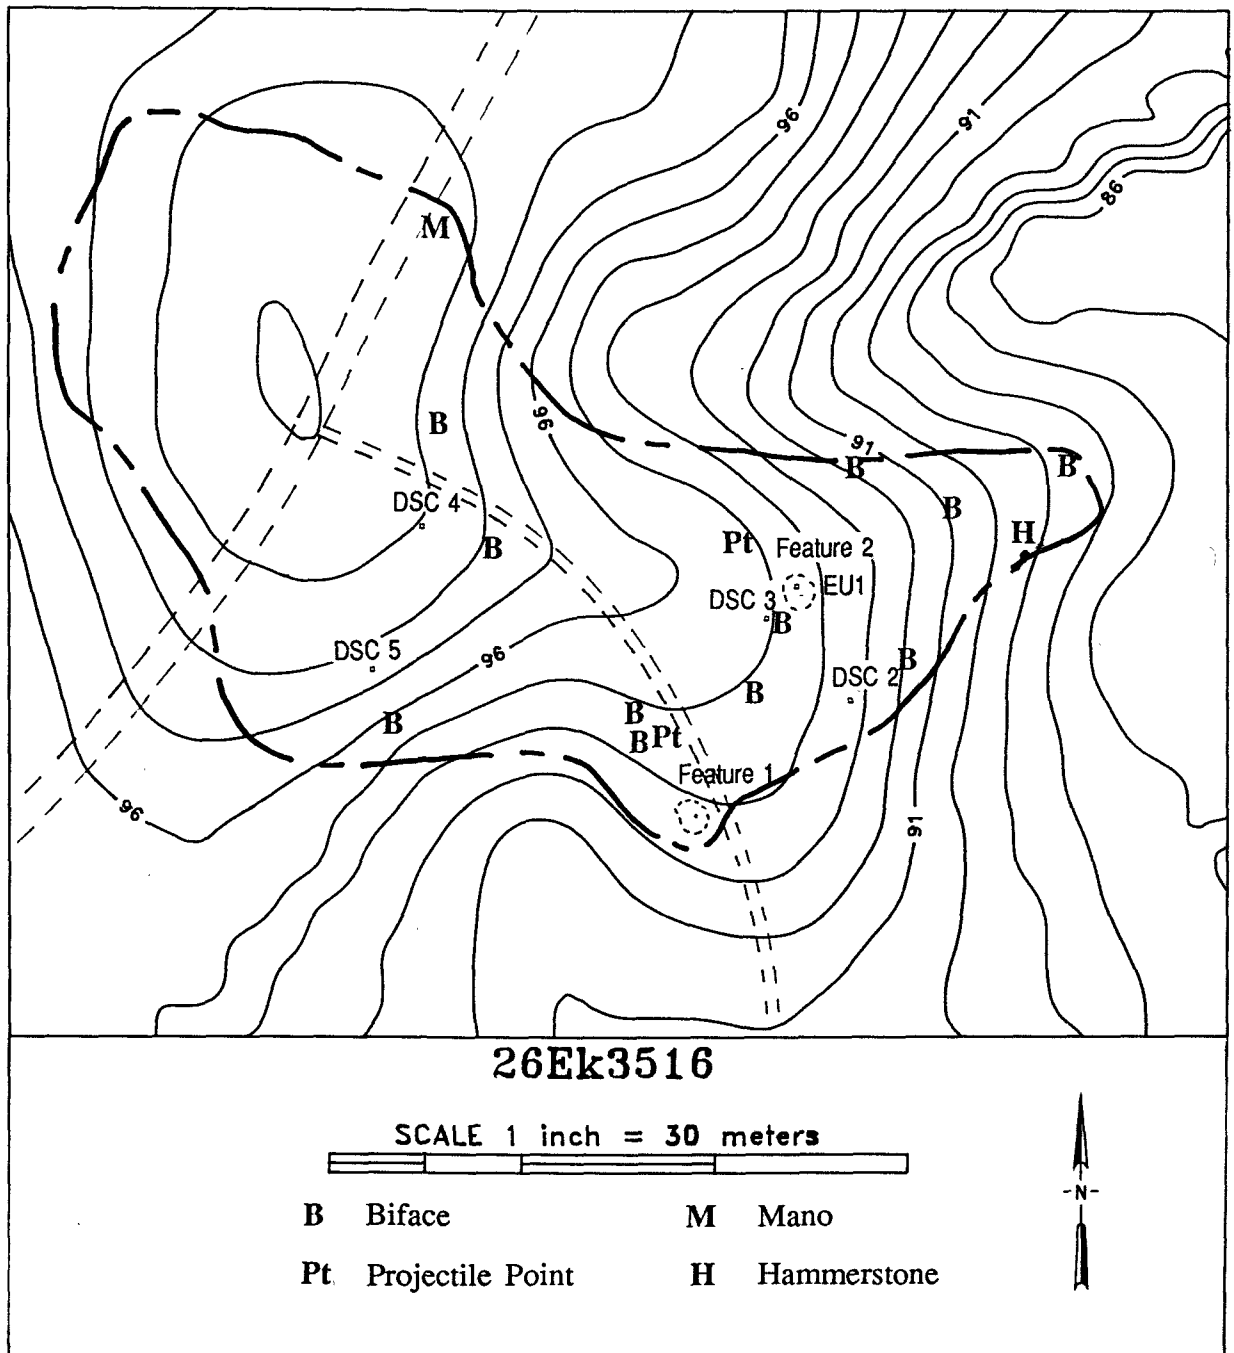 96
91
86
M
96
B
91
B
B
DSC 4
B
B
H
Pt
Feature 2
EU1
DSC 3
B
DSC 5
96
B
DSC 2
B
B
B
B Pt
Feature 1
96
91
26Ek3516
SCALE 1 inch = 30 meters
B Biface
M Mano
Pt Projectile Point
H Hammerstone
-N-